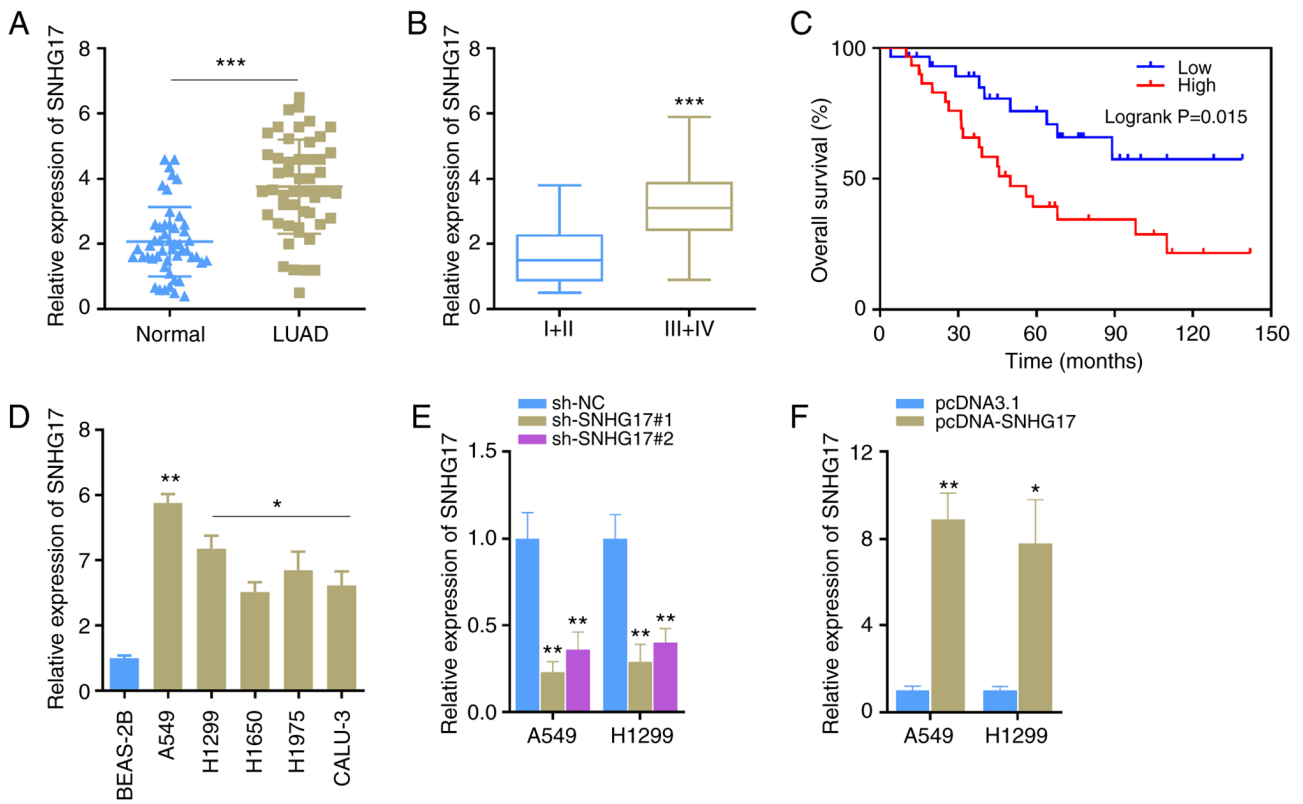 A
Relative expression of SNHG17
8
6
4
2
0
***
Normal
LUAD
B
Relative expression of SNHG17
8
6
4
2
0
***
I+II
III+IV
C
Overall survival (%)
100
50
0
Low
High
Logrank P=0.015
0
30
60
90
120
150
Time (months)
D
Relative expression of SNHG17
8
6
7
2
0
**
*
BEAS-2B
A549
H1299
H1650
H1975
CALU-3
E
sh-NC
sh-SNHG17#1
sh-SNHG17#2
Relative expression of SNHG17
1.5
1.0
0.5
0.0
**
**
**
**
A549
H1299
F
pcDNA3.1
pcDNA-SNHG17
Relative expression of SNHG17
12
8
4
0
**
*
A549
H1299